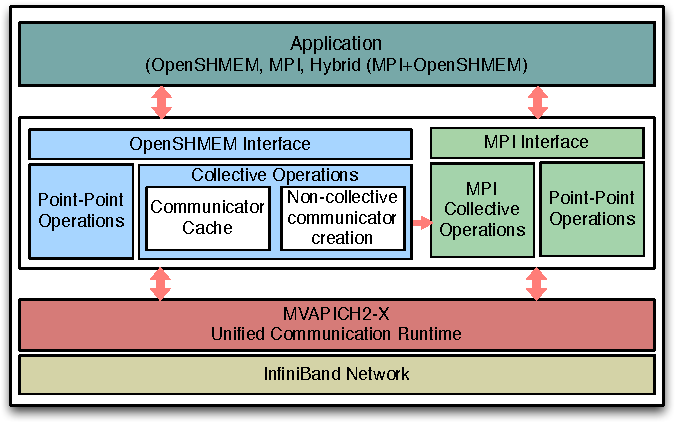 Application
(OpenSHMEM, MPI, Hybrid (MPI+OpenSHMEM)
OpenSHMEM Interface
MPI Interface
Point-Point
Operations
Collective Operations
Communicator
Cache
Non-collective
communicator
creation
MPI
Collective
Operations
Point-Point
Operations
MVAPICH2-X
Unified Communication Runtime
InfiniBand Network